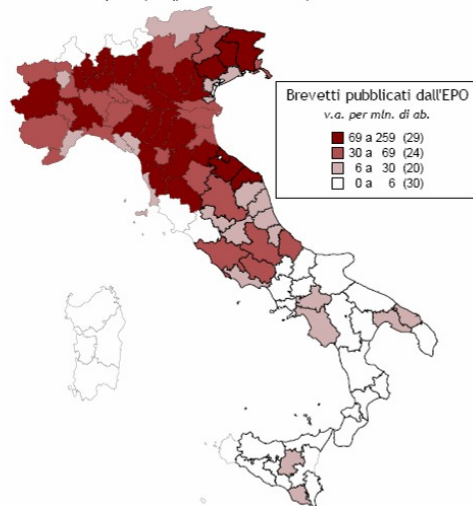 Brevetti pubblicati dall'EPO
v.a. per mln. di ab.
69 a 259 (29)
30 a 69 (24)
6 a 30 (20)
0 a 6 (30)